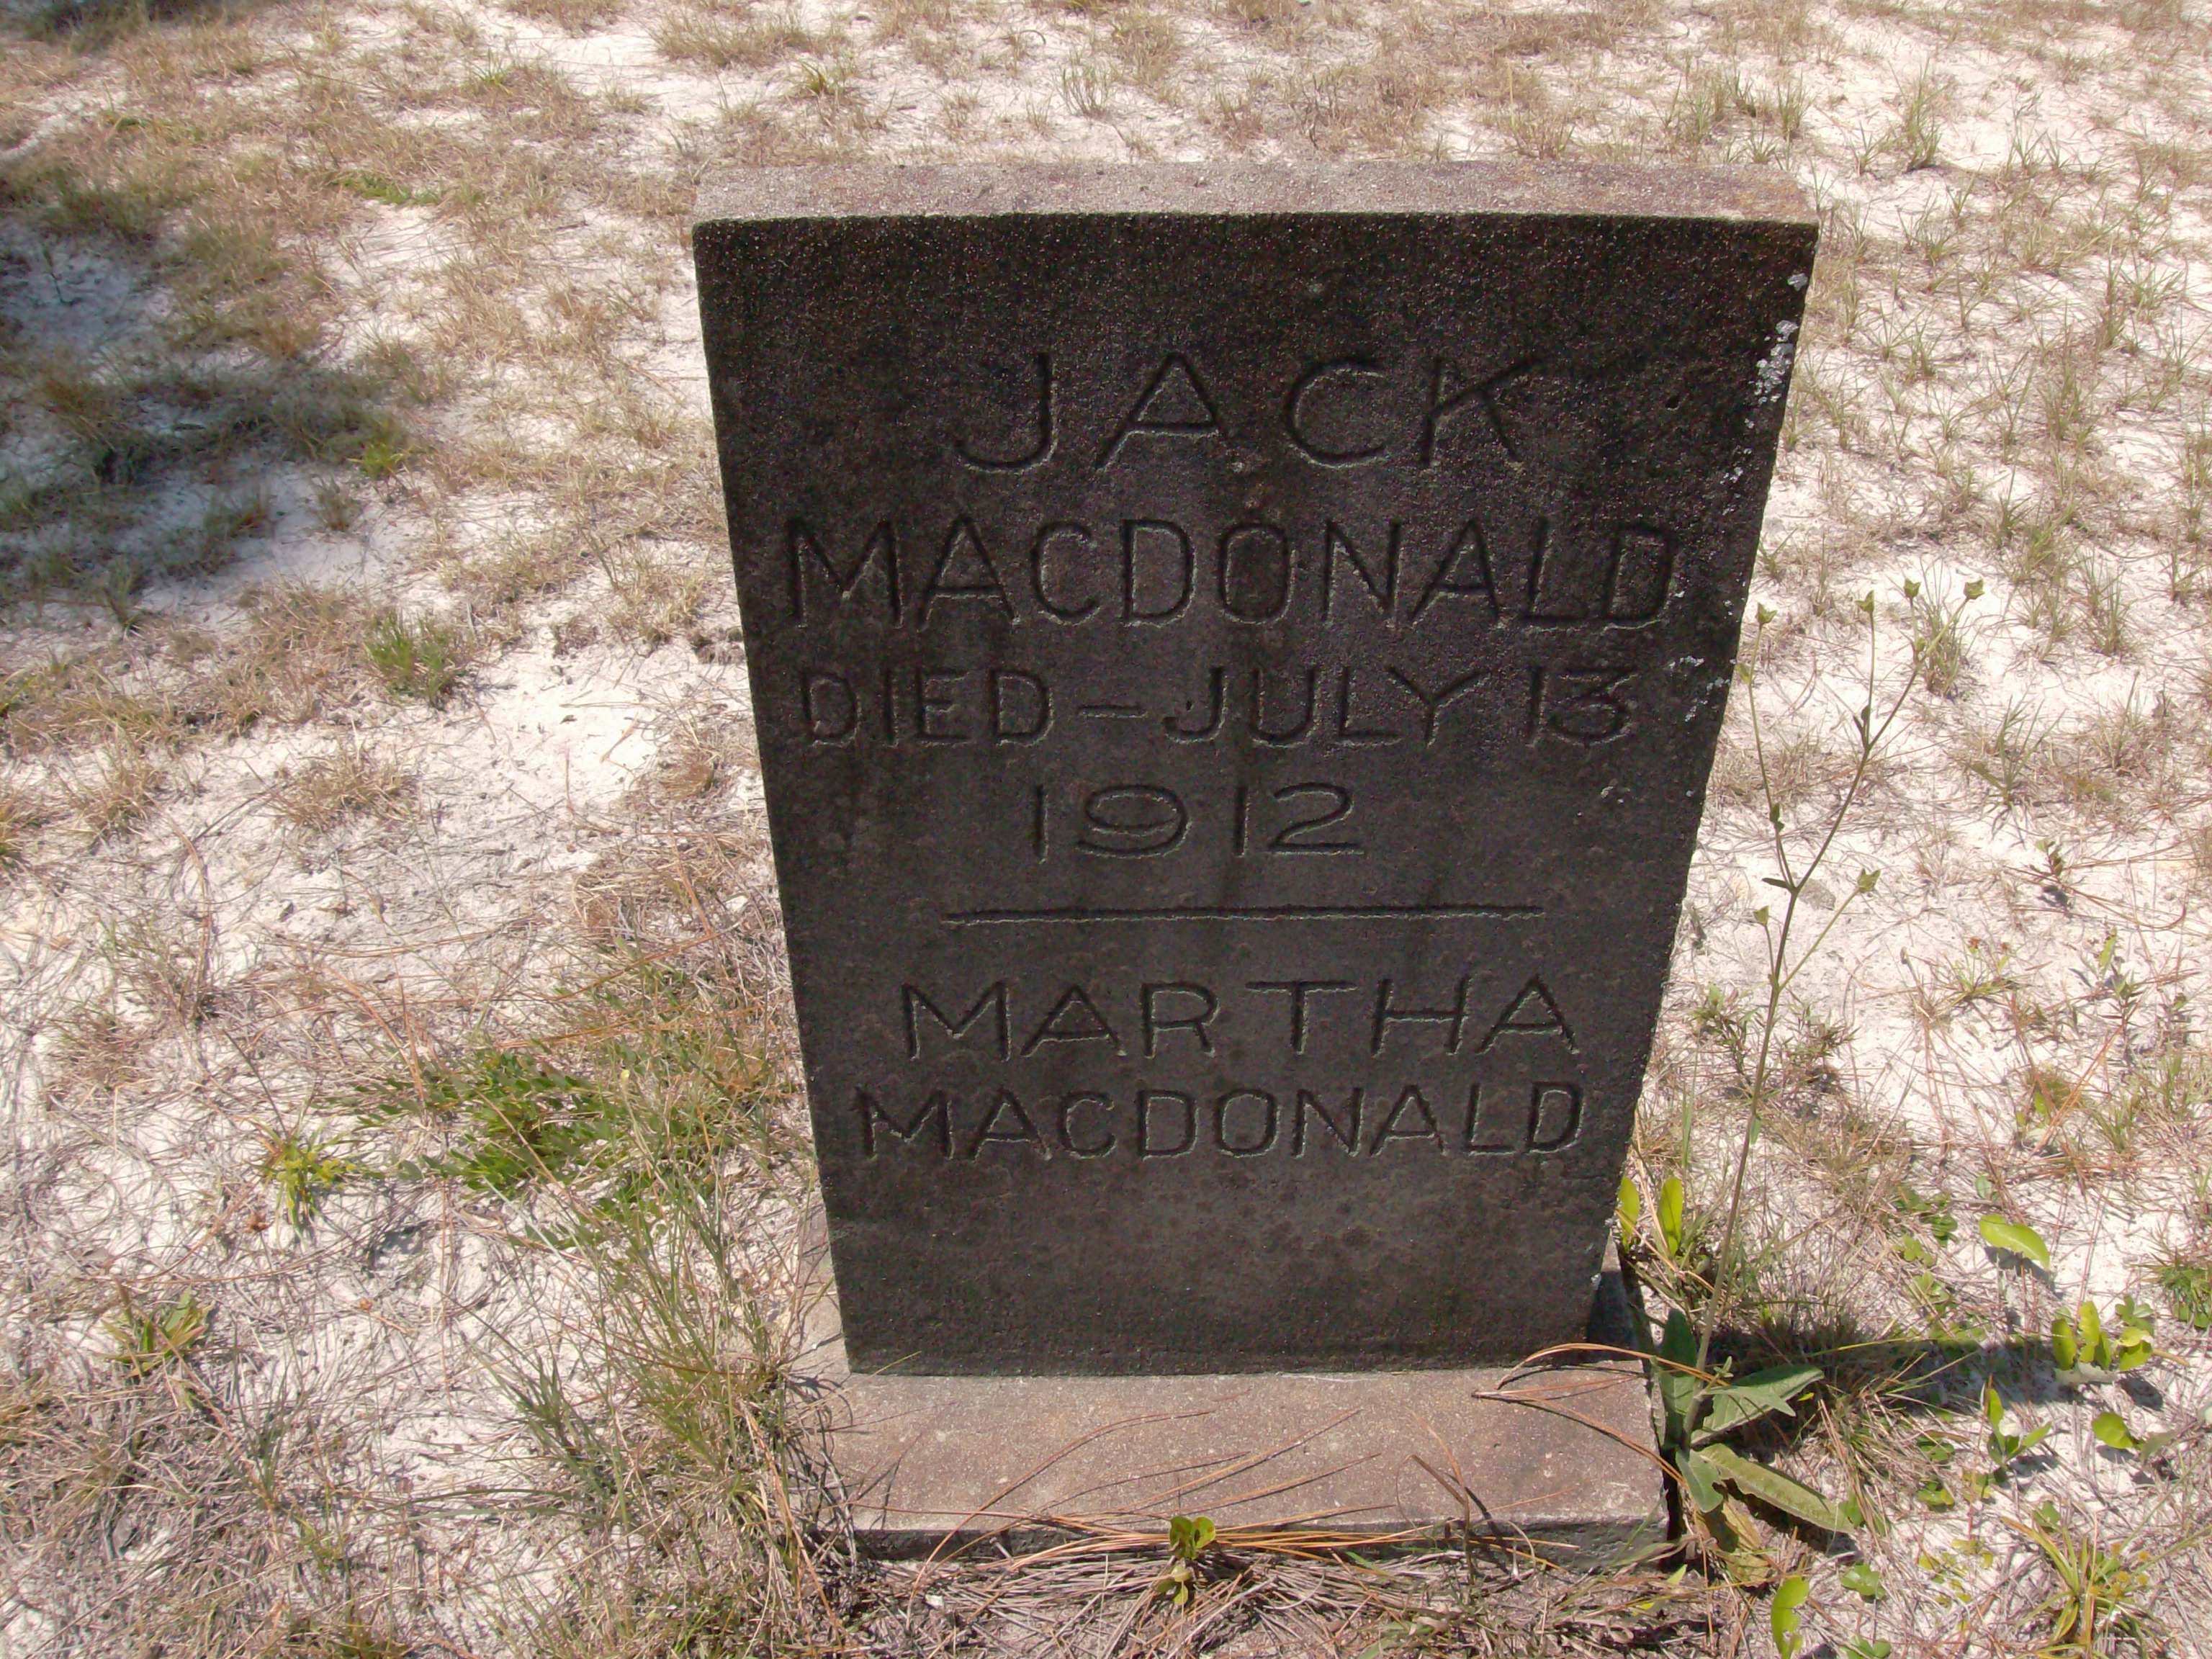 JACK
MACDONALD
DIED - JULY 13
1912
MARTHA
MACDONALD